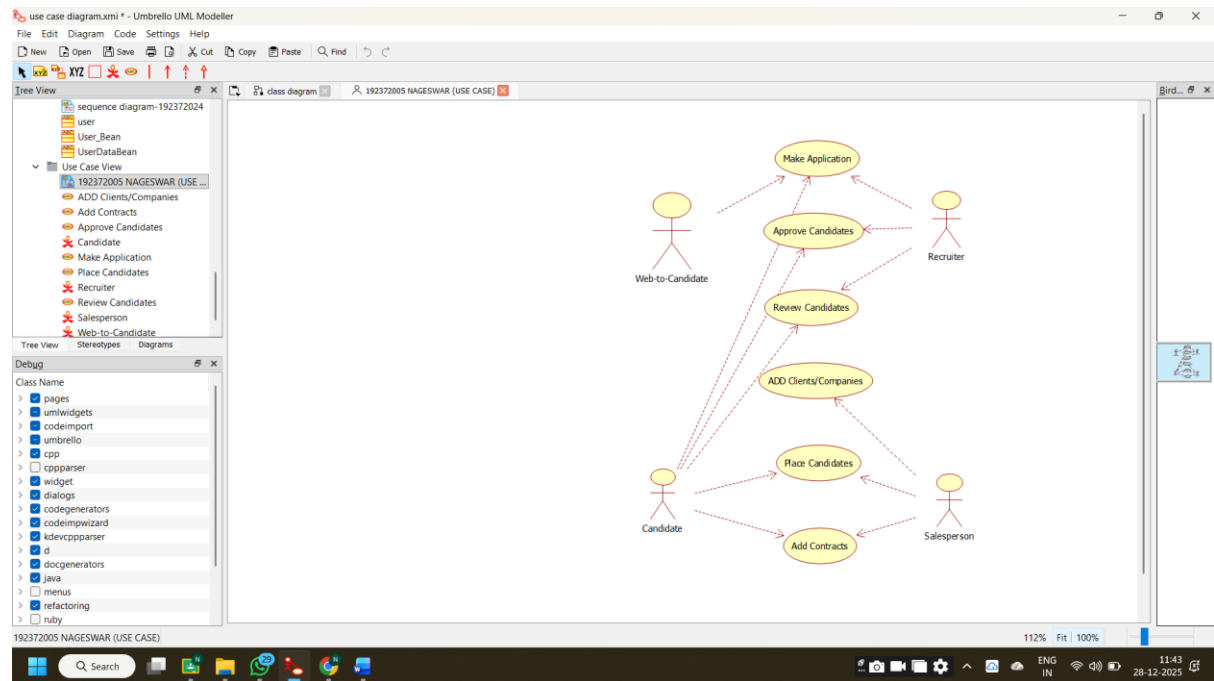 use case diagram.xmi * - Umbrello UML Modeller
File Edit Diagram Code Settings Help
New Open Save Cut Copy Paste Find
XYZ
Tree View
sequence diagram-192372024
user
User_Bean
UserDataBean
Use Case View
192372005 NAGESWAR (USE ...
ADD Clients/Companies
Add Contracts
Approve Candidates
Candidate
Make Application
Place Candidates
Recruiter
Review Candidates
Salesperson
Web-to-Candidate
Tree View Stereotypes Diagrams
Debug
Class Name
pages
umlwidgets
codeimport
umbrello
cpp
cppparser
widget
dialogs
codegenerators
codeimpwizard
kdevcppparser
d
docgenerators
java
menus
refactoring
ruby
class diagram
192372005 NAGESWAR (USE CASE)
Bird...
Make Application
Approve Candidates
Recruiter
Web-to-Candidate
Review Candidates
ADD Clients/Companies
Place Candidates
Candidate
Salesperson
Add Contracts
192372005 NAGESWAR (USE CASE)
112% Fit 100%
Search
29
ENG
IN
11:43
28-12-2025